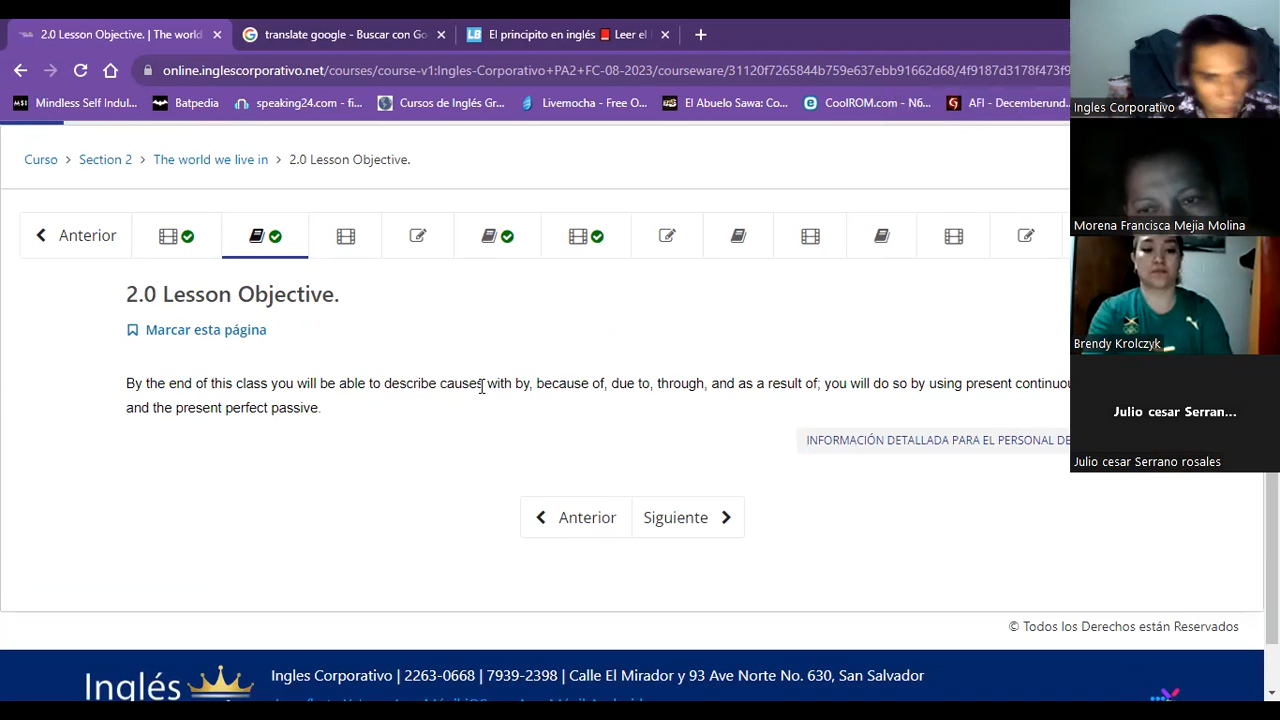 2.0 Lesson Objective. | The world
translate google - Buscar con Go
El principito en inglés 📕 Leer el
online.inglescorporativo.net/courses/course-v1:Ingles-Corporativo+PA2+FC-08-2023/courseware/31120f7265844b759e637ebb91662d68/4f9187d3178f473f9
Mindless Self Indul...
Batpedia
speaking24.com - fi...
Cursos de Inglés Gr...
Livemocha - Free O...
El Abuelo Sawa: Co...
CoolROM.com - N6...
AFI - Decemberund...
Curso > Section 2 > The world we live in > 2.0 Lesson Objective.
Anterior
2.0 Lesson Objective.
Marcar esta página
By the end of this class you will be able to describe causes with by, because of, due to, through, and as a result of; you will do so by using present continuou
and the present perfect passive.
INFORMACIÓN DETALLADA PARA EL PERSONAL DE
Anterior
Siguiente
© Todos los Derechos están Reservados
Inglés
Ingles Corporativo | 2263-0668 | 7939-2398 | Calle El Mirador y 93 Ave Norte No. 630, San Salvador
Ingles Corporativo
Morena Francisca Mejia Molina
Brendy Krolczyk
Julio cesar Serran...
Julio cesar Serrano rosales